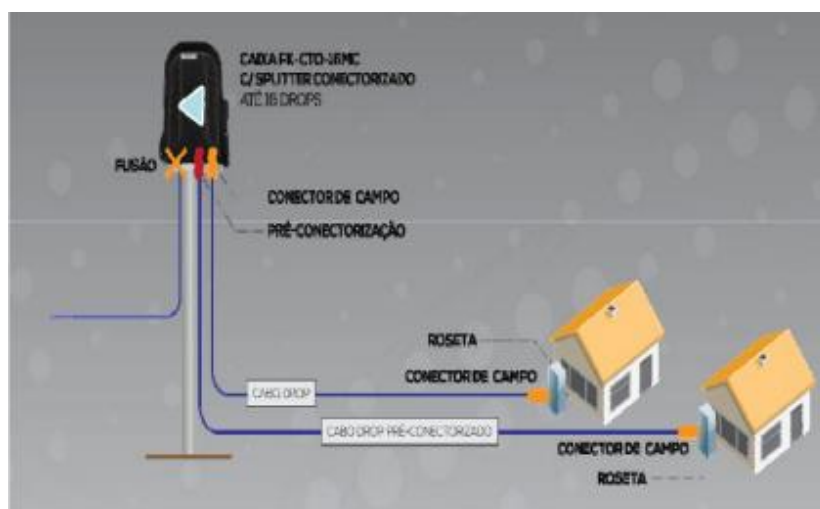 CAIXA FK-CTO-16MC
C/ SPLITTER CONECTORIZADO
ATÉ 16 DROPS
FUSÃO
CONECTOR DE CAMPO
PRÉ-CONECTORIZAÇÃO
ROSETA
CONECTOR DE CAMPO
CABO DROP
CABO DROP PRÉ-CONECTORIZADO
CONECTOR DE CAMPO
ROSETA